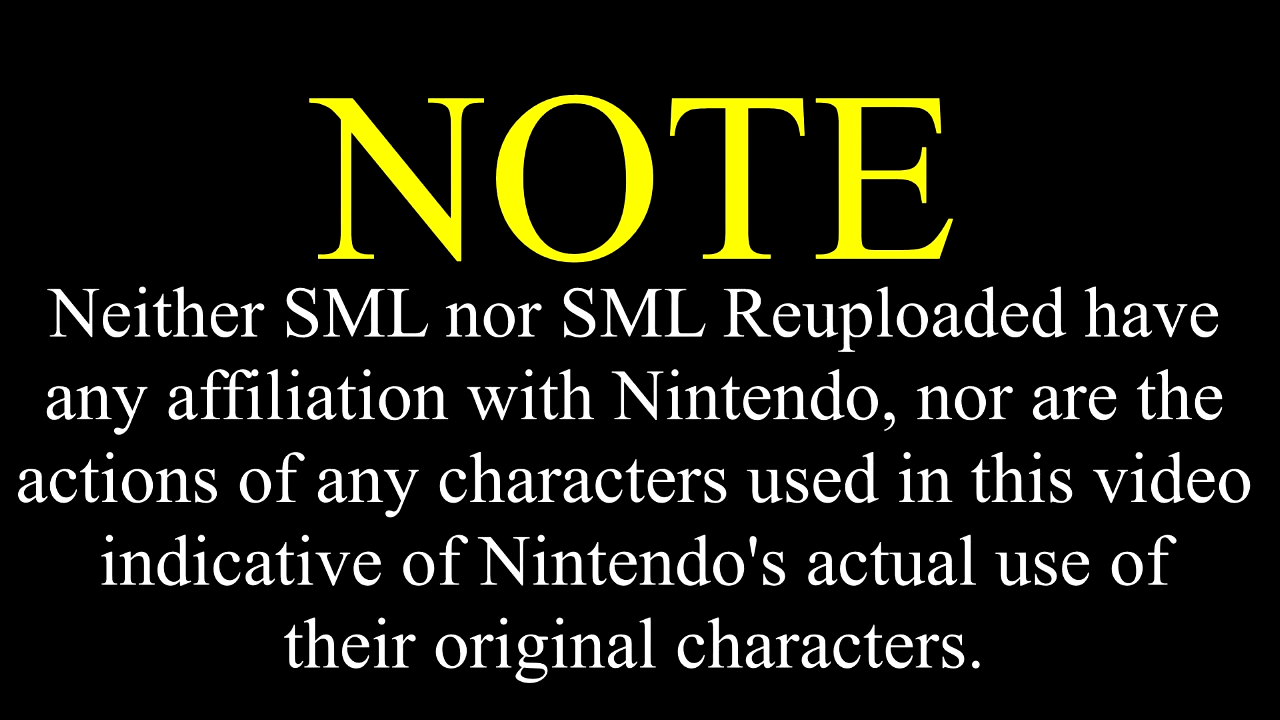 NOTE
Neither SML nor SML Reuploaded have
any affiliation with Nintendo, nor are the
actions of any characters used in this video
indicative of Nintendo's actual use of
their original characters.